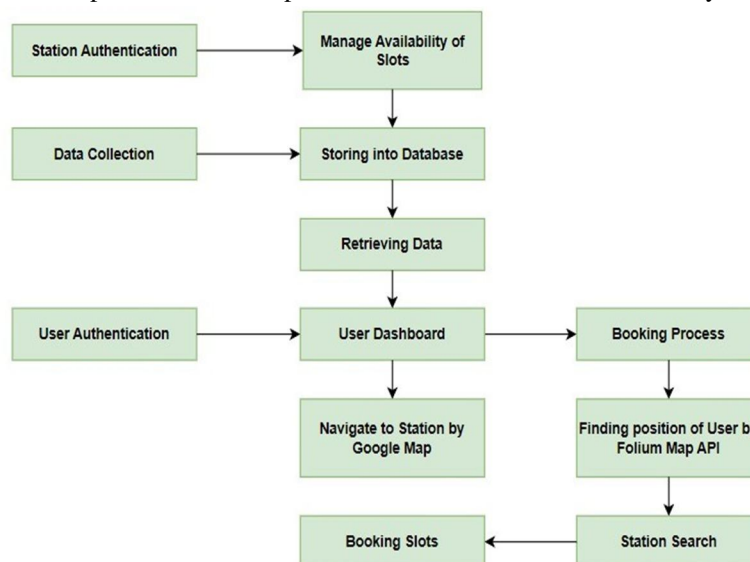 Station Authentication
Manage Availability of
Slots
Data Collection
Storing into Database
Retrieving Data
User Authentication
User Dashboard
Booking Process
Navigate to Station by
Google Map
Finding position of User b
Folium Map API
Booking Slots
Station Search